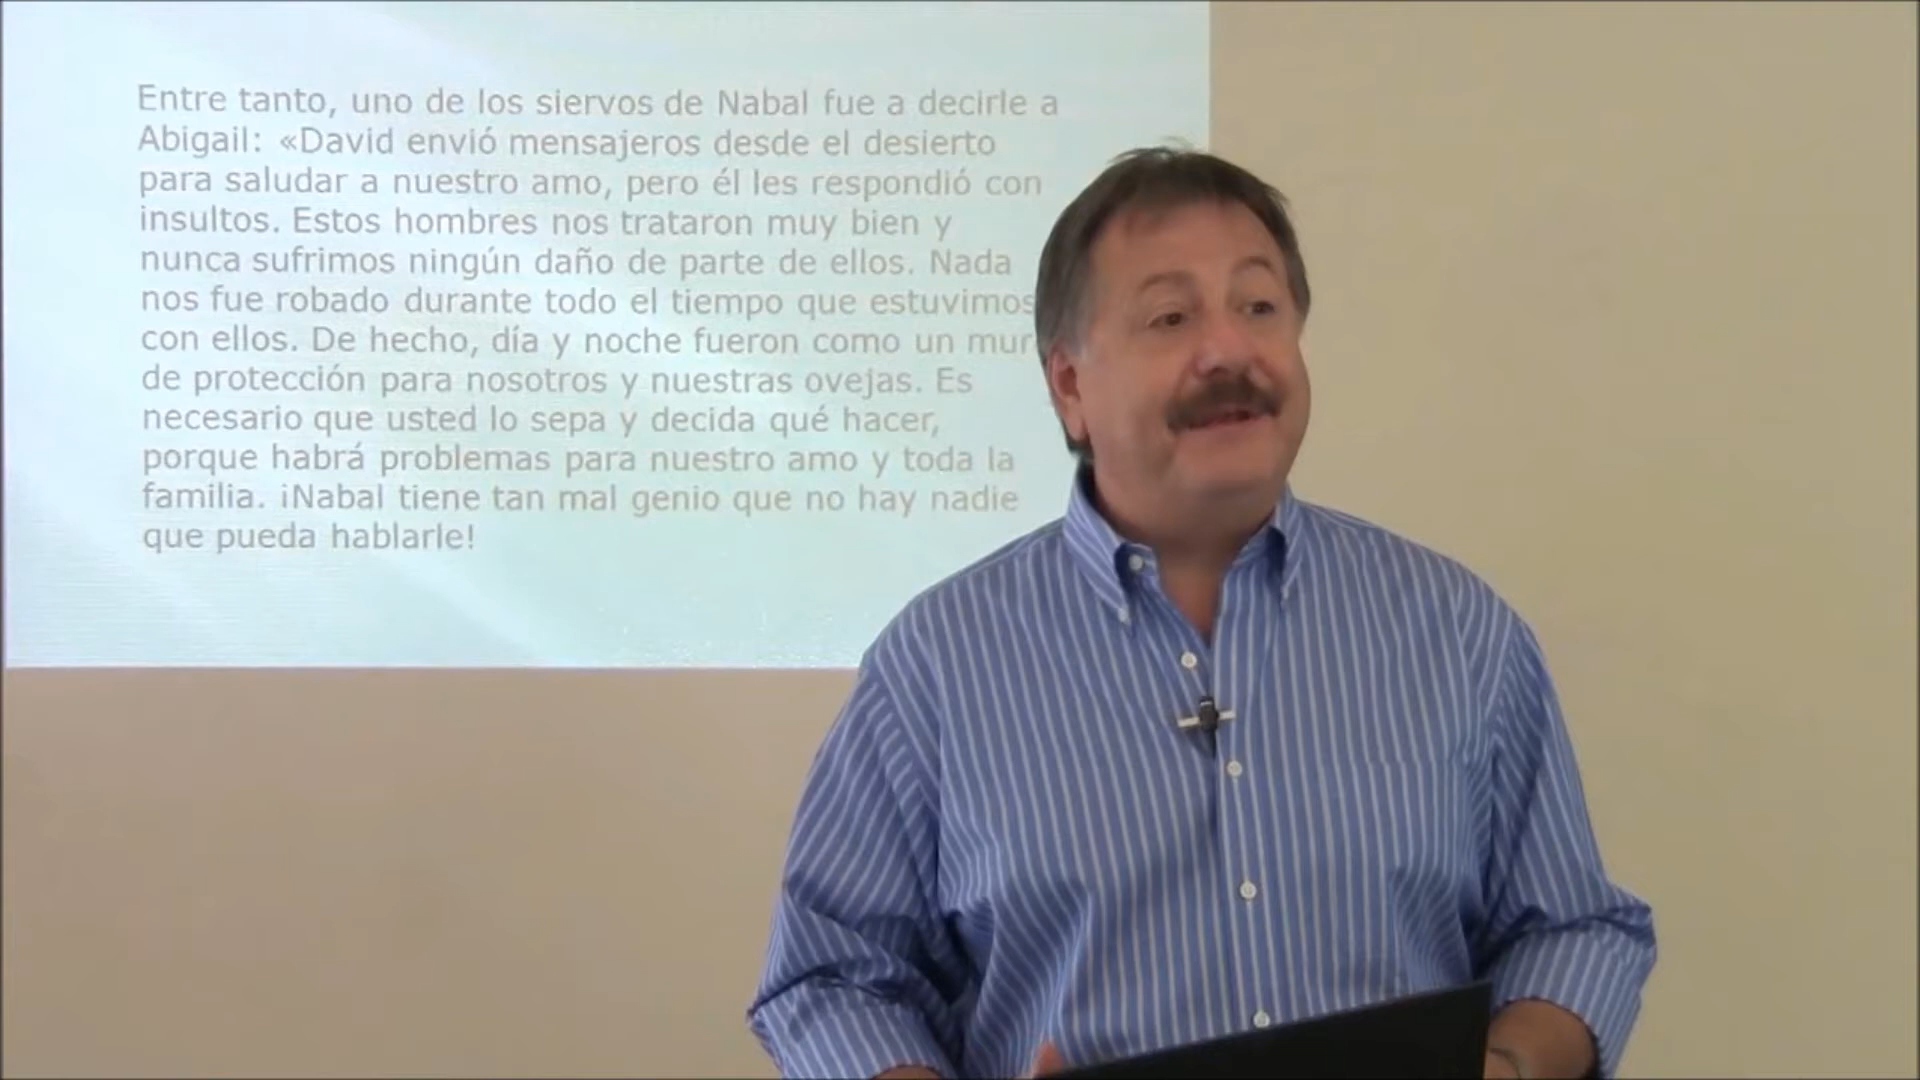 Entre tanto, uno de los siervos de Nabal fue a decirle a
Abigail: «David envió mensajeros desde el desierto
para saludar a nuestro amo, pero él les respondió con
insultos. Estos hombres nos trataron muy bien y
nunca sufrimos ningún daño de parte de ellos. Nada
nos fue robado durante todo el tiempo que estuvimos
con ellos. De hecho, día y noche fueron como un mur
de protección para nosotros y nuestras ovejas. Es
necesario que usted lo sepa y decida qué hacer,
porque habrá problemas para nuestro amo y toda la
familia. ¡Nabal tiene tan mal genio que no hay nadie
que pueda hablarle!